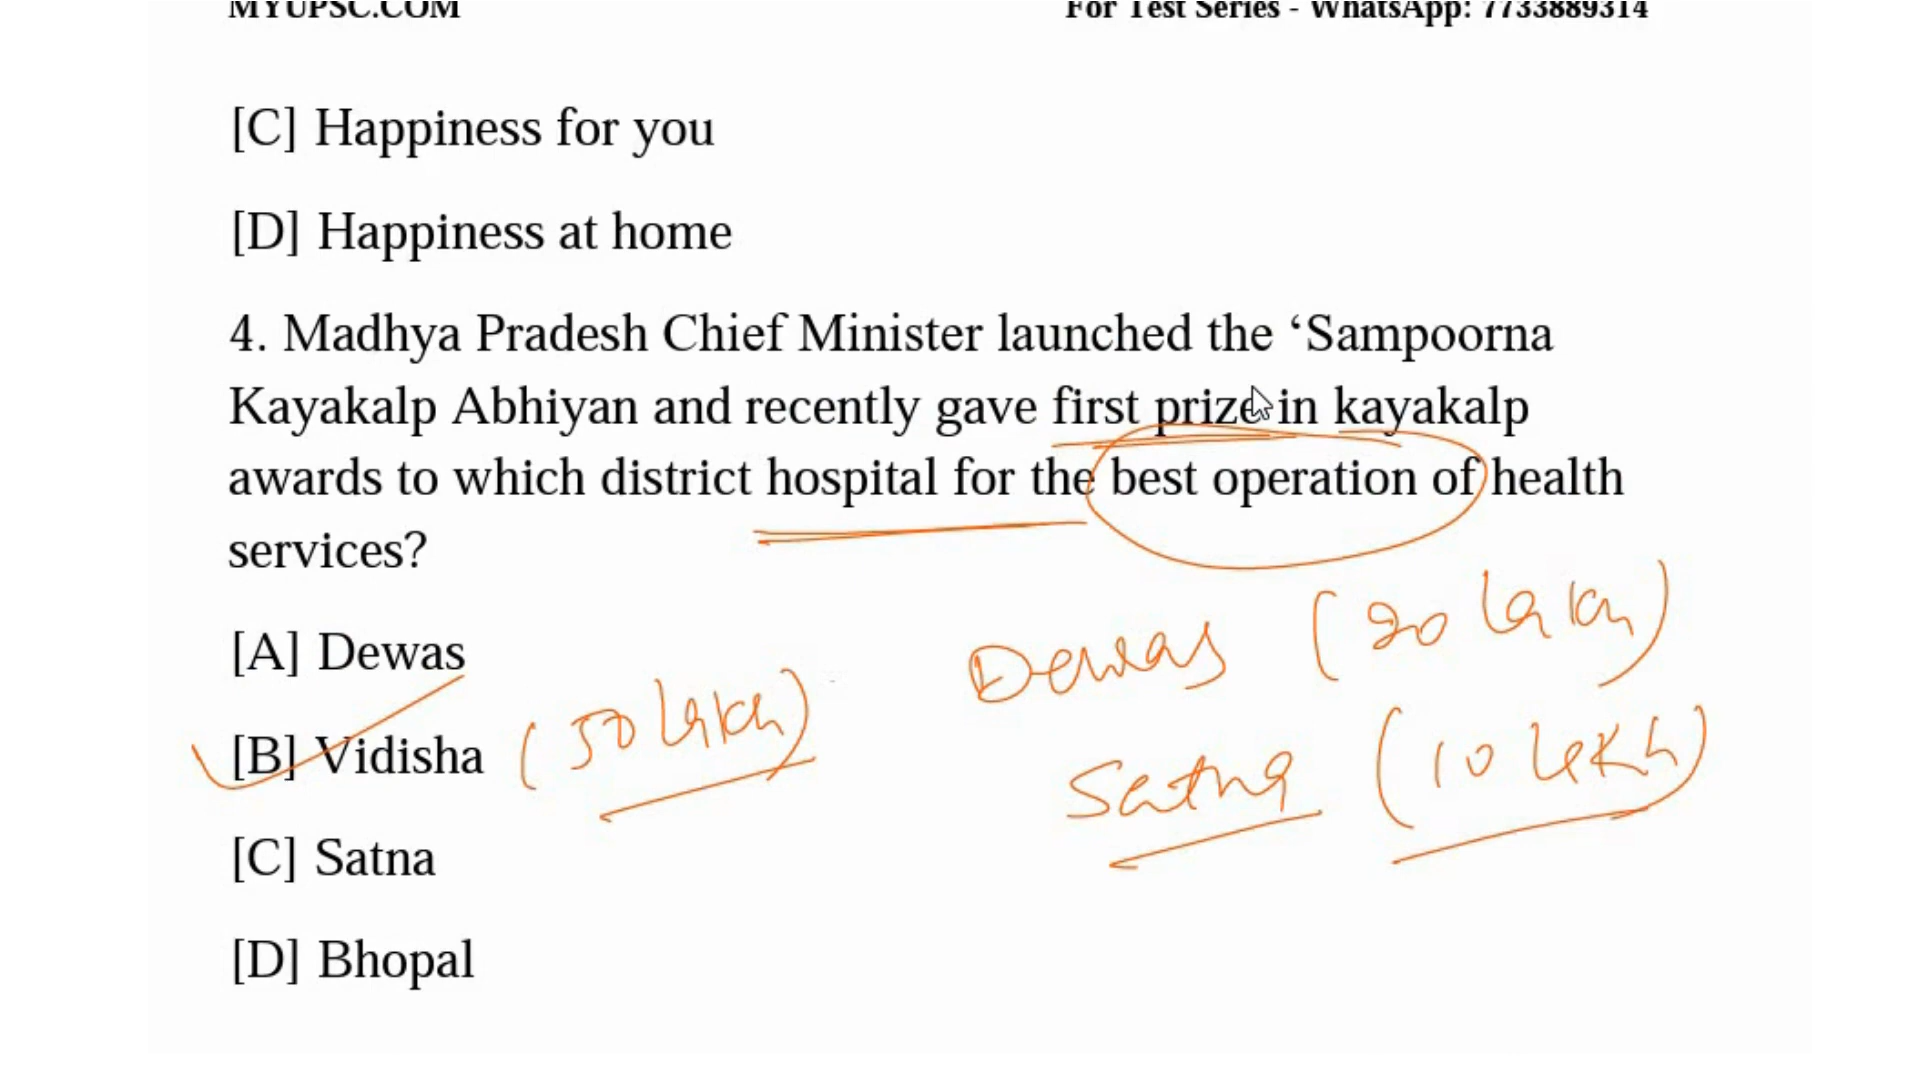 MYUPSC.COM For Test Series - WhatsApp: 7733889314
[C] Happiness for you
[D] Happiness at home
4. Madhya Pradesh Chief Minister launched the ‘Sampoorna
Kayakalp Abhiyan and recently gave first prize in kayakalp
awards to which district hospital for the best operation of health
services?
[A] Dewas
Dewas (20 lakh)
[B] Vidisha (50 lakh)
Satna (10 lakh)
[C] Satna
[D] Bhopal